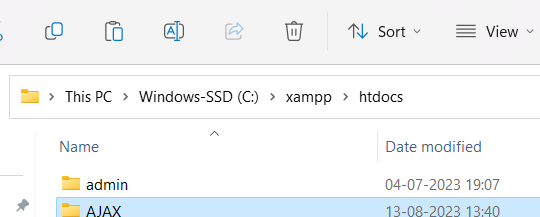 Sort View
This PC Windows-SSD (C:) xampp htdocs
Name Date modified
admin 04-07-2023 19:07
AJAX 13-08-2023 13:40